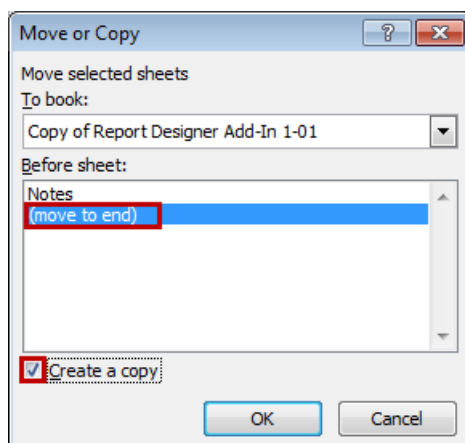 Move or Copy
Move selected sheets
To book:
Copy of Report Designer Add-In 1-01
Before sheet:
Notes
(move to end)
Create a copy
OK Cancel